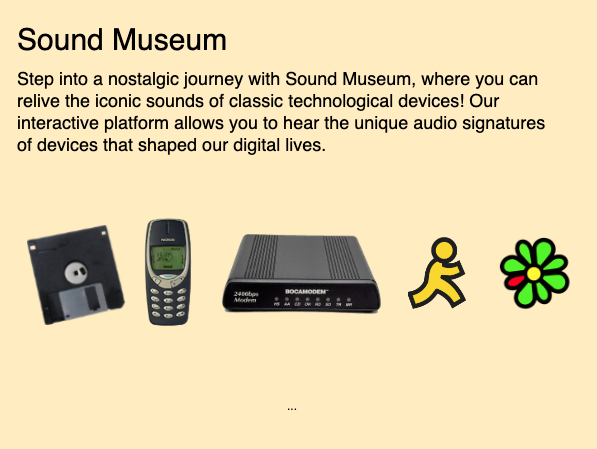 Sound Museum
Step into a nostalgic journey with Sound Museum, where you can
relive the iconic sounds of classic technological devices! Our
interactive platform allows you to hear the unique audio signatures
of devices that shaped our digital lives.
NOKIA
BOCAMODEM™
2400bps
Modem
...